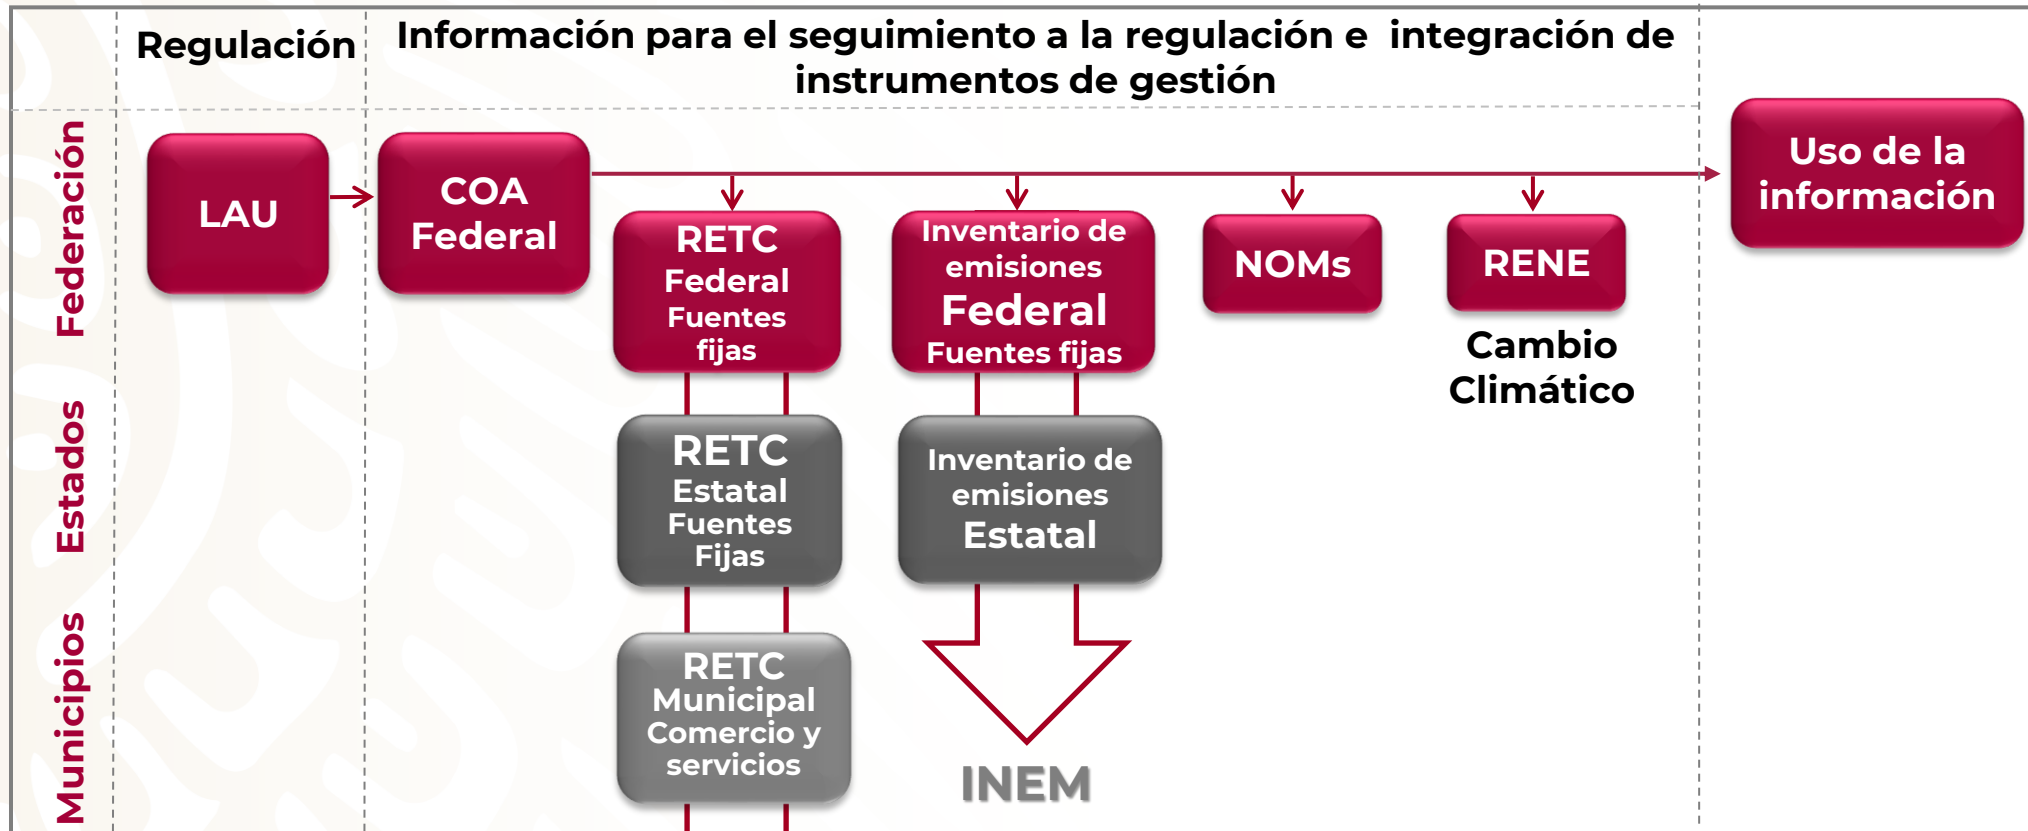 Regulación
Información para el seguimiento a la regulación e integración de
instrumentos de gestión
Federación
LAU
COA
Federal
RETC
Federal
Fuentes
fijas
Inventario de
emisiones
Federal
Fuentes fijas
NOMs
RENE
Cambio
Climático
Uso de la
información
Estados
RETC
Estatal
Fuentes
Fijas
Inventario de
emisiones
Estatal
Municipios
RETC
Municipal
Comercio y
servicios
INEM